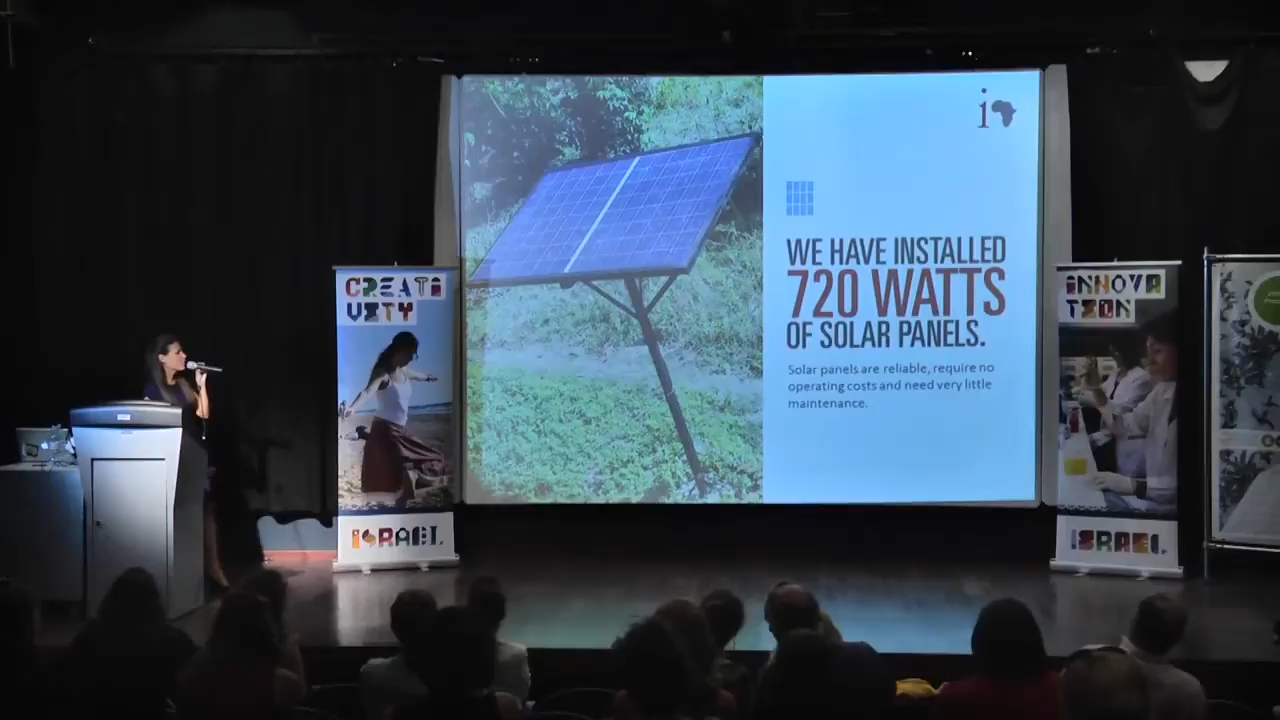 CREATI
VITY
ISRAEL
i
WE HAVE INSTALLED
720 WATTS
OF SOLAR PANELS.
Solar panels are reliable, require no
operating costs and need very little
maintenance.
INNOVA
TION
ISRAEL